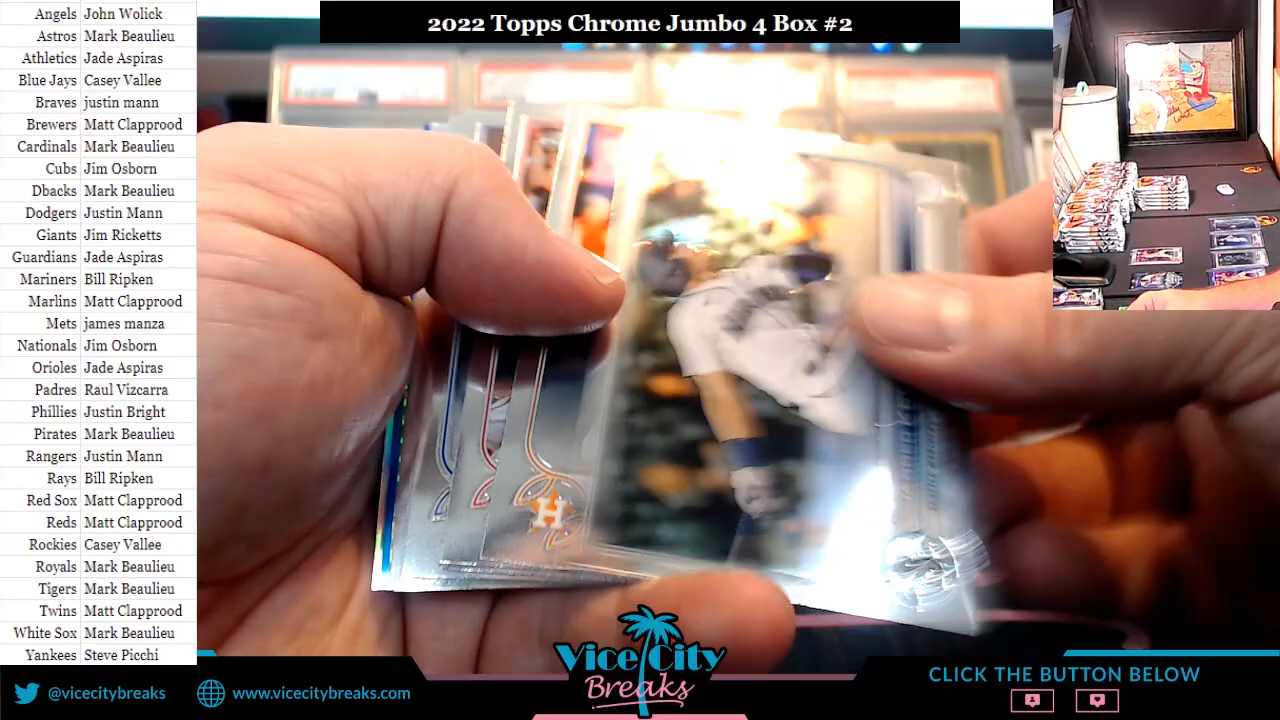 2022 Topps Chrome Jumbo 4 Box #2
Angels John Wolick
Astros Mark Beaulieu
Athletics Jade Aspiras
Blue Jays Casey Vallee
Braves justin mann
Brewers Matt Clapprood
Cardinals Mark Beaulieu
Cubs Jim Osborn
Dbacks Mark Beaulieu
Dodgers Justin Mann
Giants Jim Ricketts
Guardians Jade Aspiras
Mariners Bill Ripken
Marlins Matt Clapprood
Mets james manza
Nationals Jim Osborn
Orioles Jade Aspiras
Padres Raul Vizcarra
Phillies Justin Bright
Pirates Mark Beaulieu
Rangers Justin Mann
Rays Bill Ripken
Red Sox Matt Clapprood
Reds Matt Clapprood
Rockies Casey Vallee
Royals Mark Beaulieu
Tigers Mark Beaulieu
Twins Matt Clapprood
White Sox Mark Beaulieu
Yankees Steve Picchi
H
@vicecitybreaks
www.vicecitybreaks.com
Vice City
Breaks
CLICK THE BUTTON BELOW